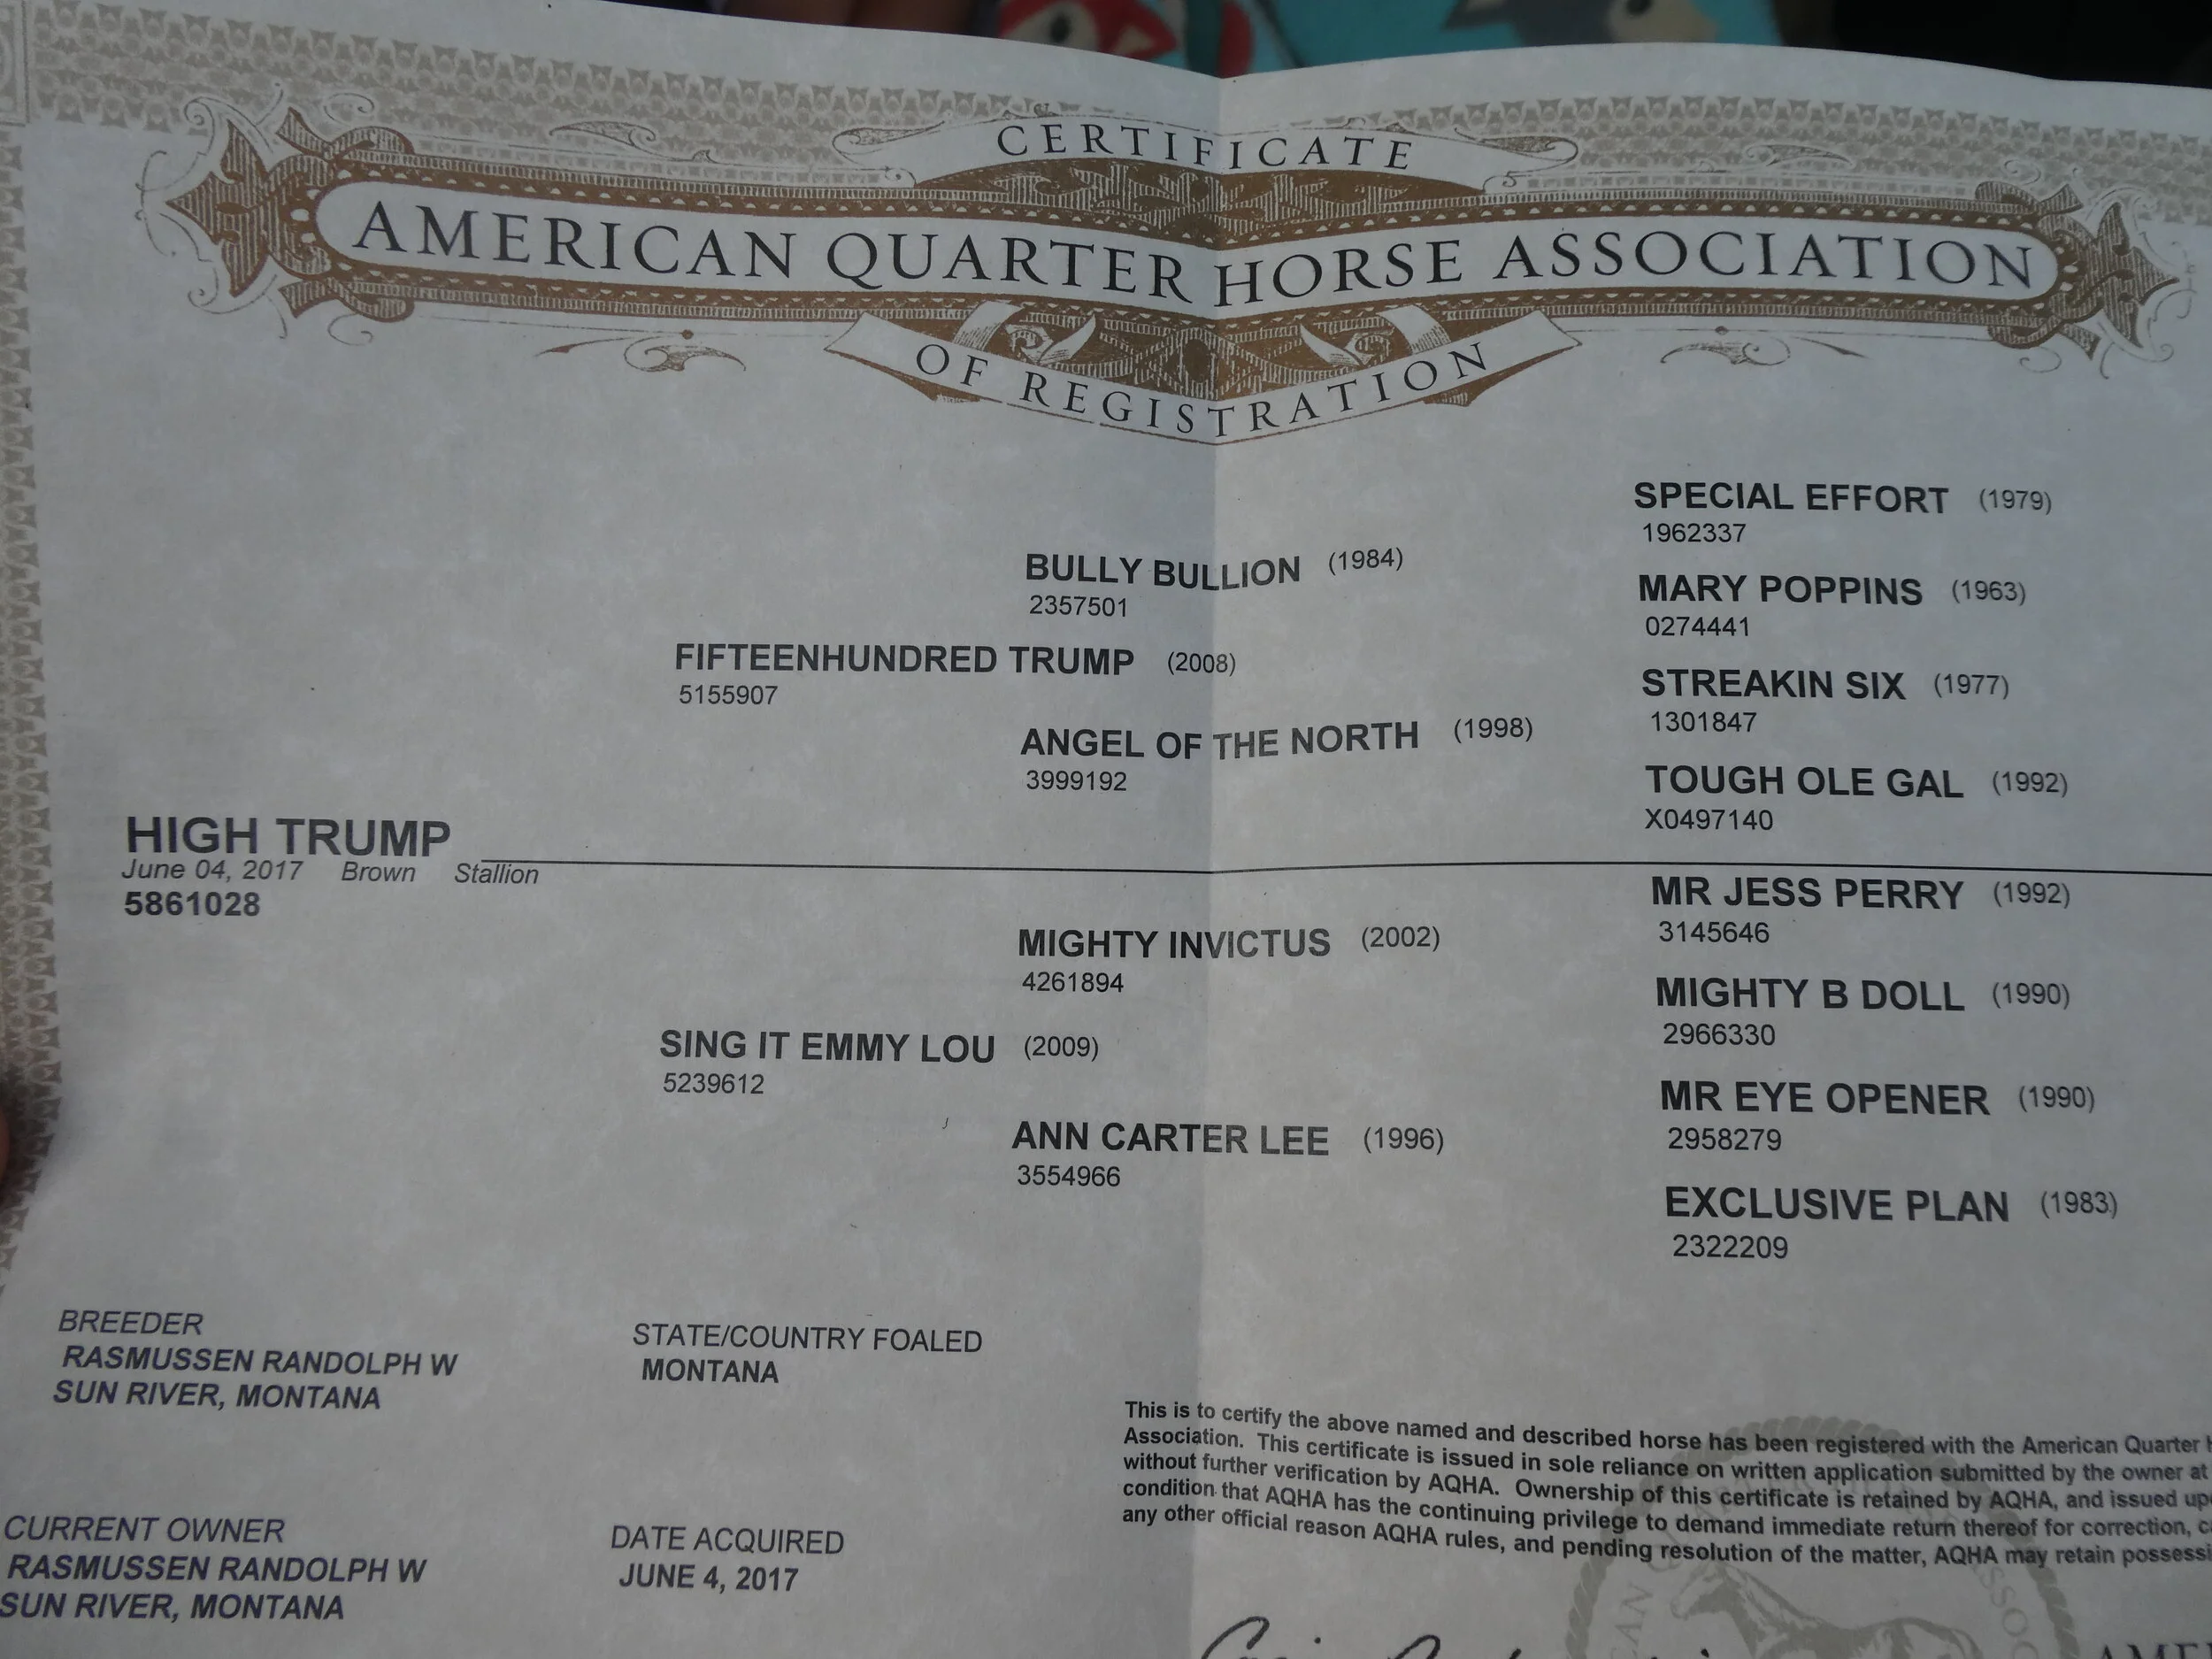 CERTIFICATE
AMERICAN QUARTER HORSE ASSOCIATION
OF REGISTRATION
SPECIAL EFFORT (1979)
1962337
BULLY BULLION (1984)
2357501
MARY POPPINS (1963)
0274441
FIFTEENHUNDRED TRUMP (2008)
5155907
STREAKIN SIX (1977)
1301847
ANGEL OF THE NORTH (1998)
3999192
TOUGH OLE GAL (1992)
X0497140
HIGH TRUMP
June 04, 2017 Brown Stallion
5861028
MR JESS PERRY (1992)
3145646
MIGHTY INVICTUS (2002)
4261894
MIGHTY B DOLL (1990)
2966330
SING IT EMMY LOU (2009)
5239612
MR EYE OPENER (1990)
2958279
ANN CARTER LEE (1996)
3554966
EXCLUSIVE PLAN (1983)
2322209
BREEDER
RASMUSSEN RANDOLPH W
SUN RIVER, MONTANA
STATE/COUNTRY FOALED
MONTANA
This is to certify the above named and described horse has been registered with the American Quarter
Association. This certificate is issued in sole reliance on written application submitted by the owner at
without further verification by AQHA. Ownership of this certificate is retained by AQHA, and issued
condition that AQHA has the continuing privilege to demand immediate return thereof for correction,
any other official reason AQHA rules, and pending resolution of the matter, AQHA may retain
CURRENT OWNER
RASMUSSEN RANDOLPH W
SUN RIVER, MONTANA
DATE ACQUIRED
JUNE 4, 2017